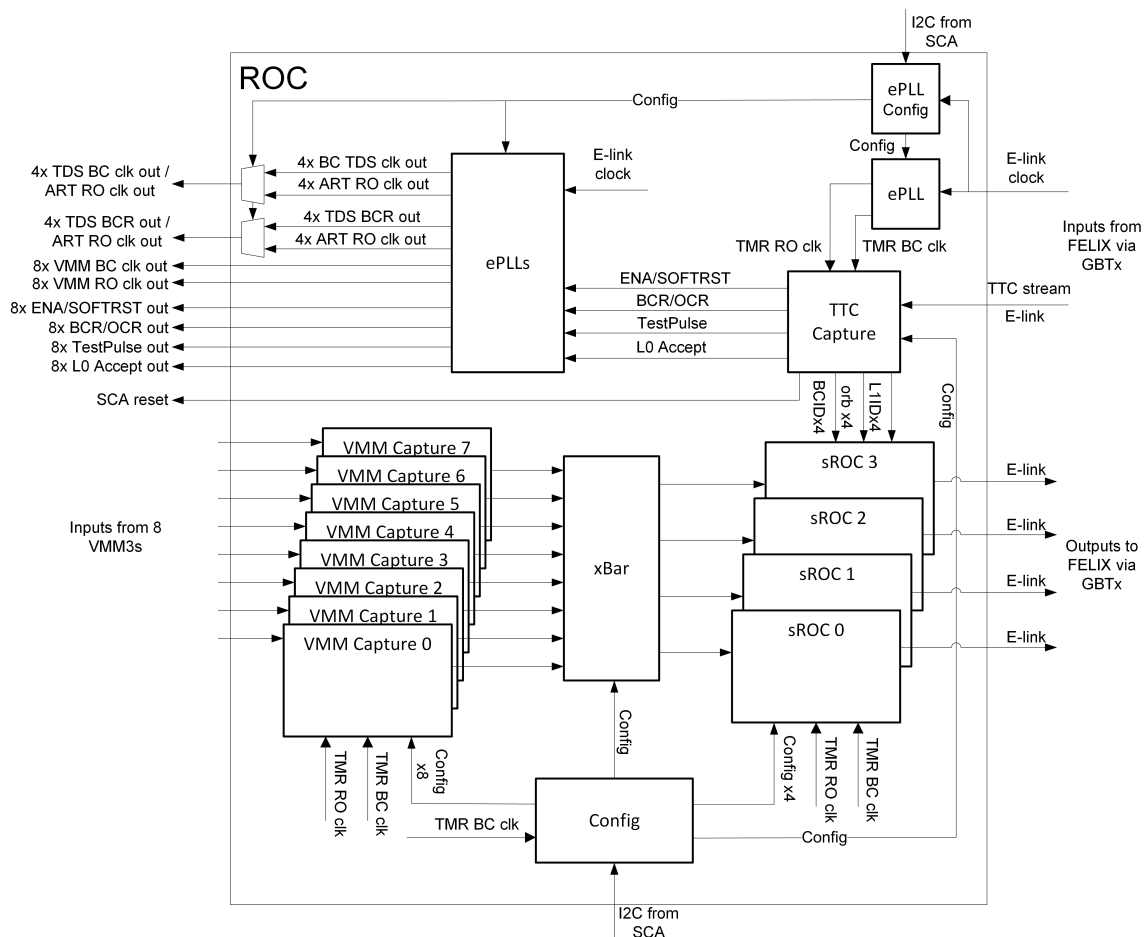 I2C from
SCA
ROC
ePLL
Config
Config
Config
E-link
clock
4x BC TDS clk out
4x TDS BC clk out /
ART RO clk out
4x ART RO clk out
E-link
clock
ePLL
4x TDS BCR out
4x TDS BCR out /
ART RO clk out
4x ART RO clk out
Inputs from
FELIX via
GBTx
TMR RO clk
TMR BC clk
ePLLs
8x VMM BC clk out
8x VMM RO clk out
ENA/SOFTRST
TTC stream
E-link
8x ENA/SOFTRST out
BCR/OCR
TTC
Capture
8x BCR/OCR out
TestPulse
8x TestPulse out
L0 Accept
8x L0 Accept out
SCA reset
BCIDx4
orb x4
L1IDx4
Config
VMM Capture 7
VMM Capture 6
VMM Capture 5
VMM Capture 4
VMM Capture 3
VMM Capture 2
VMM Capture 1
VMM Capture 0
Inputs from 8
VMM3s
xBar
sROC 3
sROC 2
sROC 1
sROC 0
E-link
E-link
E-link
E-link
Outputs to
FELIX via
GBTx
TMR RO clk
TMR BC clk
Config
x8
Config
Config x4
TMR RO clk
TMR BC clk
TMR BC clk
Config
Config
I2C from
SCA